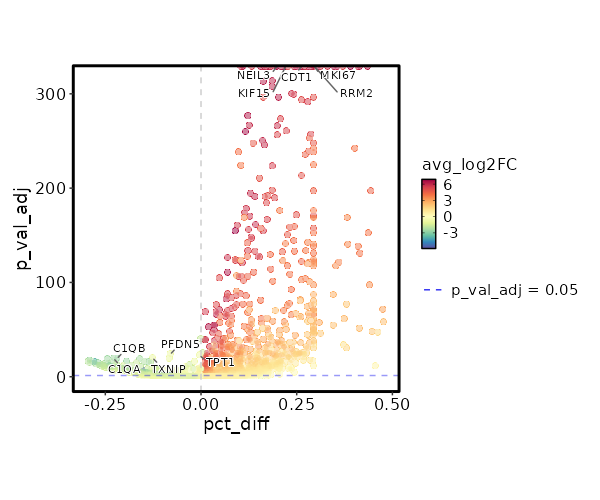 300
200
100
0
p_val_adj
NEIL3
CDT1
MKI67
KIF15
RRM2
C1QB
PFDN5
C1QA
TXNIP
TPT1
-0.25
0.00
0.25
0.50
pct_diff
avg_log2FC
6
3
0
-3
p_val_adj = 0.05